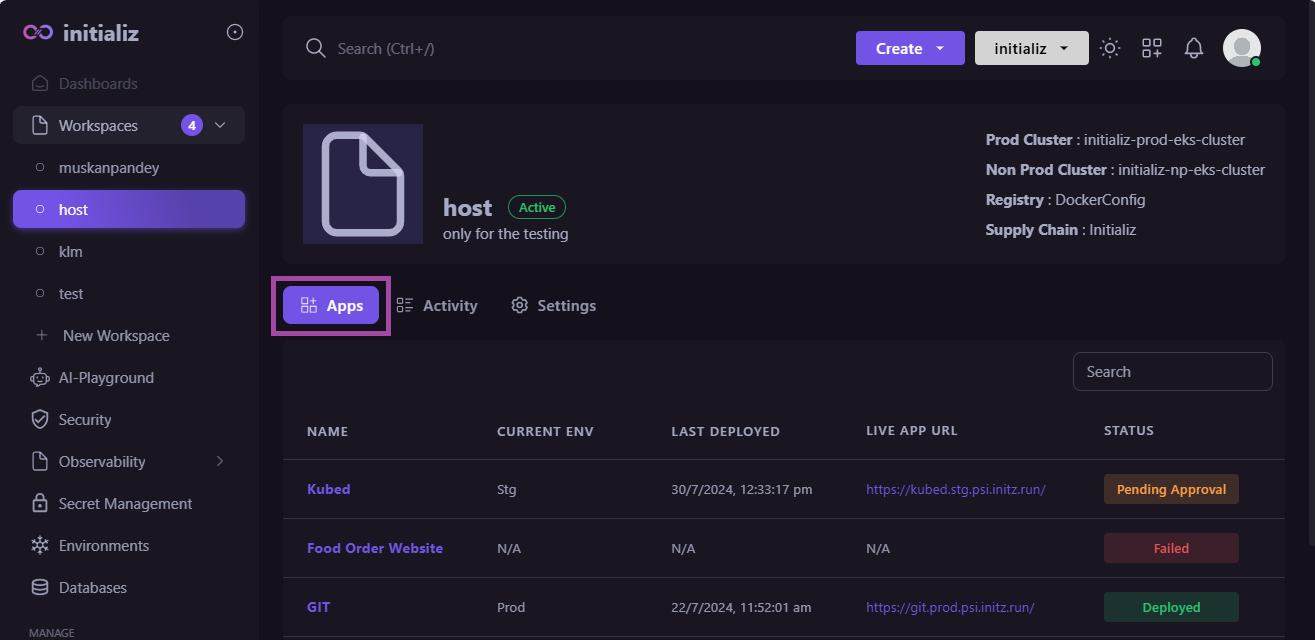 initializ
Dashboards
Workspaces 4
muskanpandey
host
klm
test
New Workspace
AI-Playground
Security
Observability
Secret Management
Environments
Databases
MANAGE
Search (Ctrl+/)
Create
initializ
host Active
only for the testing
Prod Cluster : initializ-prod-eks-cluster
Non Prod Cluster : initializ-np-eks-cluster
Registry : DockerConfig
Supply Chain : Initializ
Apps Activity Settings
Search
NAME CURRENT ENV LAST DEPLOYED LIVE APP URL STATUS
Kubed Stg 30/7/2024, 12:33:17 pm https://kubed.stg.psi.initz.run/ Pending Approval
Food Order Website N/A N/A N/A Failed
GIT Prod 22/7/2024, 11:52:01 am https://git.prod.psi.initz.run/ Deployed